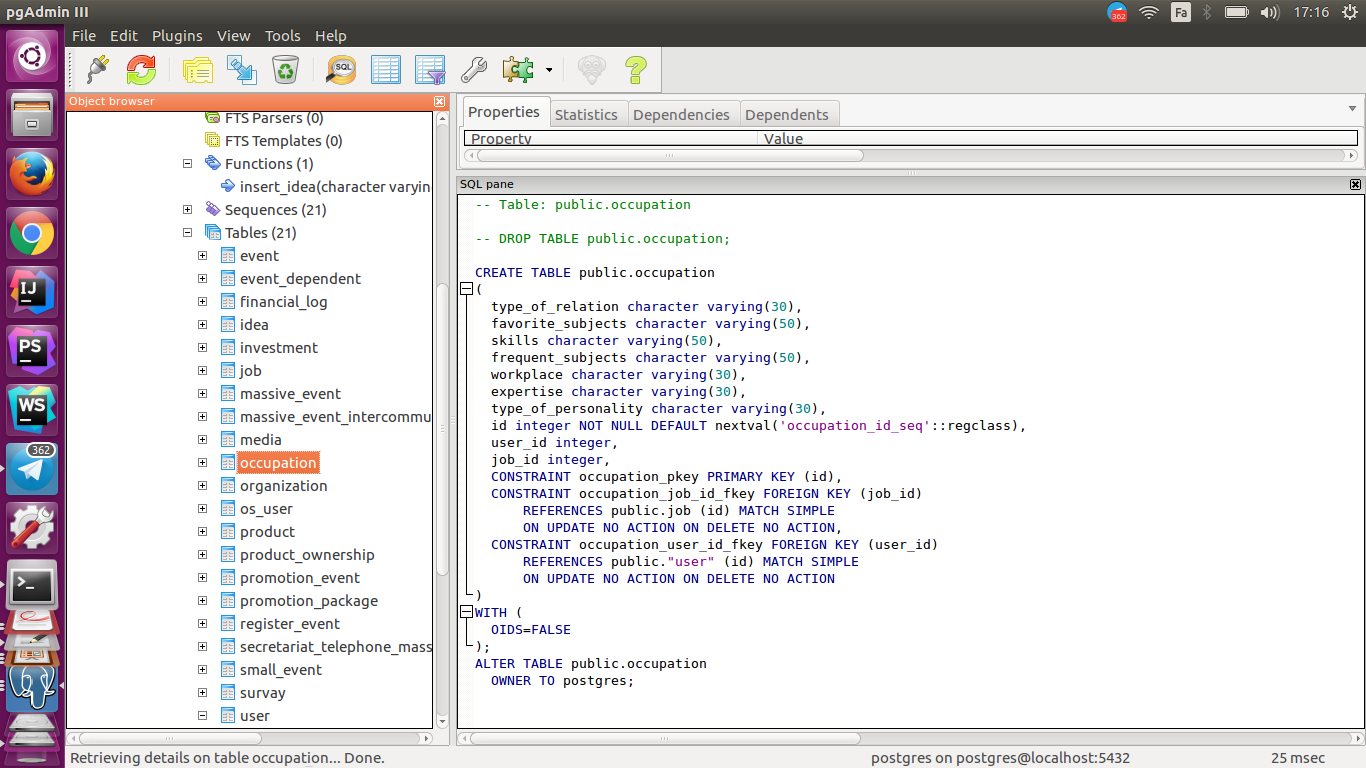 pgAdmin III
362
Fa
17:16
File Edit Plugins View Tools Help
SQL
Object browser
FTS Parsers (0)
FTS Templates (0)
Functions (1)
insert_idea(character varyin
Sequences (21)
Tables (21)
event
event_dependent
financial_log
idea
investment
job
massive_event
massive_event_intercommu
media
occupation
organization
os_user
product
product_ownership
promotion_event
promotion_package
register_event
secretariat_telephone_mass
small_event
survay
user
IJ
PS
WS
362
Properties Statistics Dependencies Dependents
Property Value
SQL pane
-- Table: public.occupation
-- DROP TABLE public.occupation;
CREATE TABLE public.occupation
(
type_of_relation character varying(30),
favorite_subjects character varying(50),
skills character varying(50),
frequent_subjects character varying(50),
workplace character varying(30),
expertise character varying(30),
type_of_personality character varying(30),
id integer NOT NULL DEFAULT nextval('occupation_id_seq'::regclass),
user_id integer,
job_id integer,
CONSTRAINT occupation_pkey PRIMARY KEY (id),
CONSTRAINT occupation_job_id_fkey FOREIGN KEY (job_id)
REFERENCES public.job (id) MATCH SIMPLE
ON UPDATE NO ACTION ON DELETE NO ACTION,
CONSTRAINT occupation_user_id_fkey FOREIGN KEY (user_id)
REFERENCES public."user" (id) MATCH SIMPLE
ON UPDATE NO ACTION ON DELETE NO ACTION
)
WITH (
OIDS=FALSE
);
ALTER TABLE public.occupation
OWNER TO postgres;
Retrieving details on table occupation... Done.
postgres on postgres@localhost:5432
25 msec